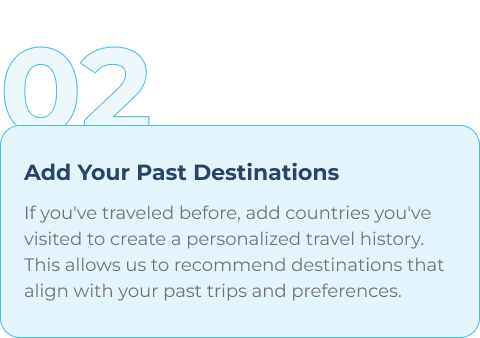 02
Add Your Past Destinations
If you've traveled before, add countries you've
visited to create a personalized travel history.
This allows us to recommend destinations that
align with your past trips and preferences.